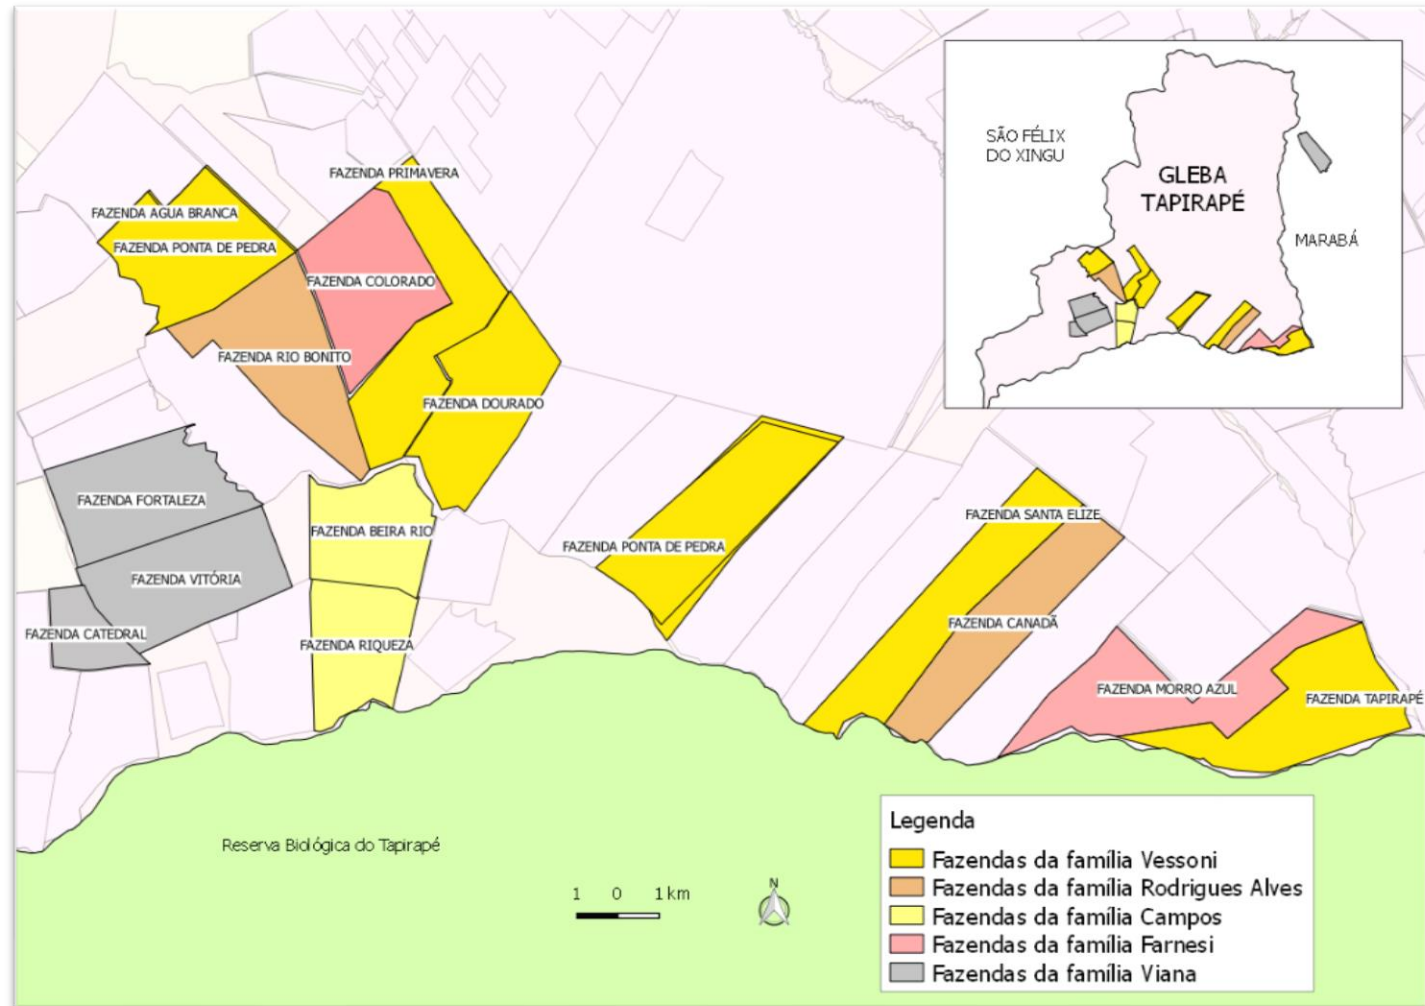 SÃO FÉLIX
DO XINGU
GLEBA
TAPIRAPÉ
MARABÁ
FAZENDA PRIMAVERA
FAZENDA AGUA BRANCA
FAZENDA PONTA DE PEDRA
FAZENDA COLORADO
FAZENDA RIO BONITO
FAZENDA DOURADO
FAZENDA FORTALEZA
FAZENDA SANTA ELIZE
FAZENDA BEIRA RIO
FAZENDA PONTA DE PEDRA
FAZENDA VITÓRIA
FAZENDA CANADÃ
FAZENDA CATEDRAL
FAZENDA RIQUEZA
FAZENDA MORRO AZUL
FAZENDA TAPIRAPÉ
Reserva Biológica do Tapirapé
1 0 1 km
N
Legenda
Fazendas da família Vessoni
Fazendas da família Rodrigues Alves
Fazendas da família Campos
Fazendas da família Farnesi
Fazendas da família Viana